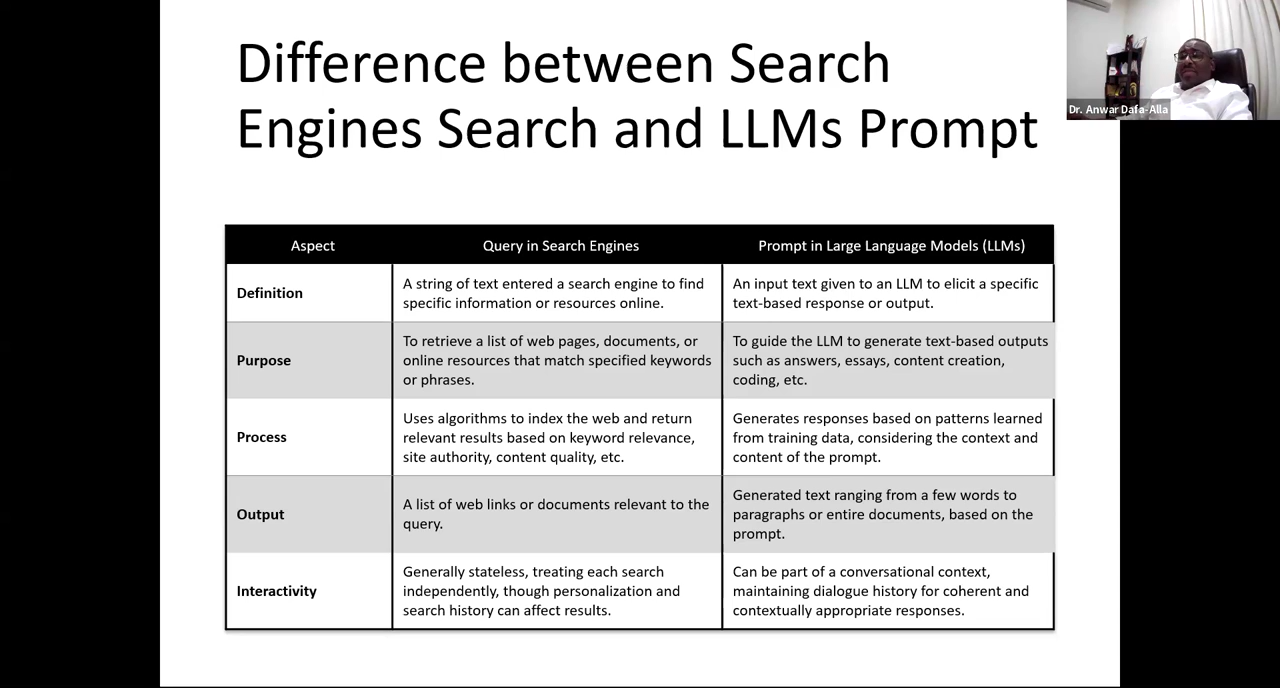 Difference between Search
Engines Search and LLMs Prompt
Dr. Anwar Dafa-Alla
Aspect
Query in Search Engines
Prompt in Large Language Models (LLMs)
Definition
A string of text entered a search engine to find
specific information or resources online.
An input text given to an LLM to elicit a specific
text-based response or output.
Purpose
To retrieve a list of web pages, documents, or
online resources that match specified keywords
or phrases.
To guide the LLM to generate text-based outputs
such as answers, essays, content creation,
coding, etc.
Process
Uses algorithms to index the web and return
relevant results based on keyword relevance,
site authority, content quality, etc.
Generates responses based on patterns learned
from training data, considering the context and
content of the prompt.
Output
A list of web links or documents relevant to the
query.
Generated text ranging from a few words to
paragraphs or entire documents, based on the
prompt.
Interactivity
Generally stateless, treating each search
independently, though personalization and
search history can affect results.
Can be part of a conversational context,
maintaining dialogue history for coherent and
contextually appropriate responses.